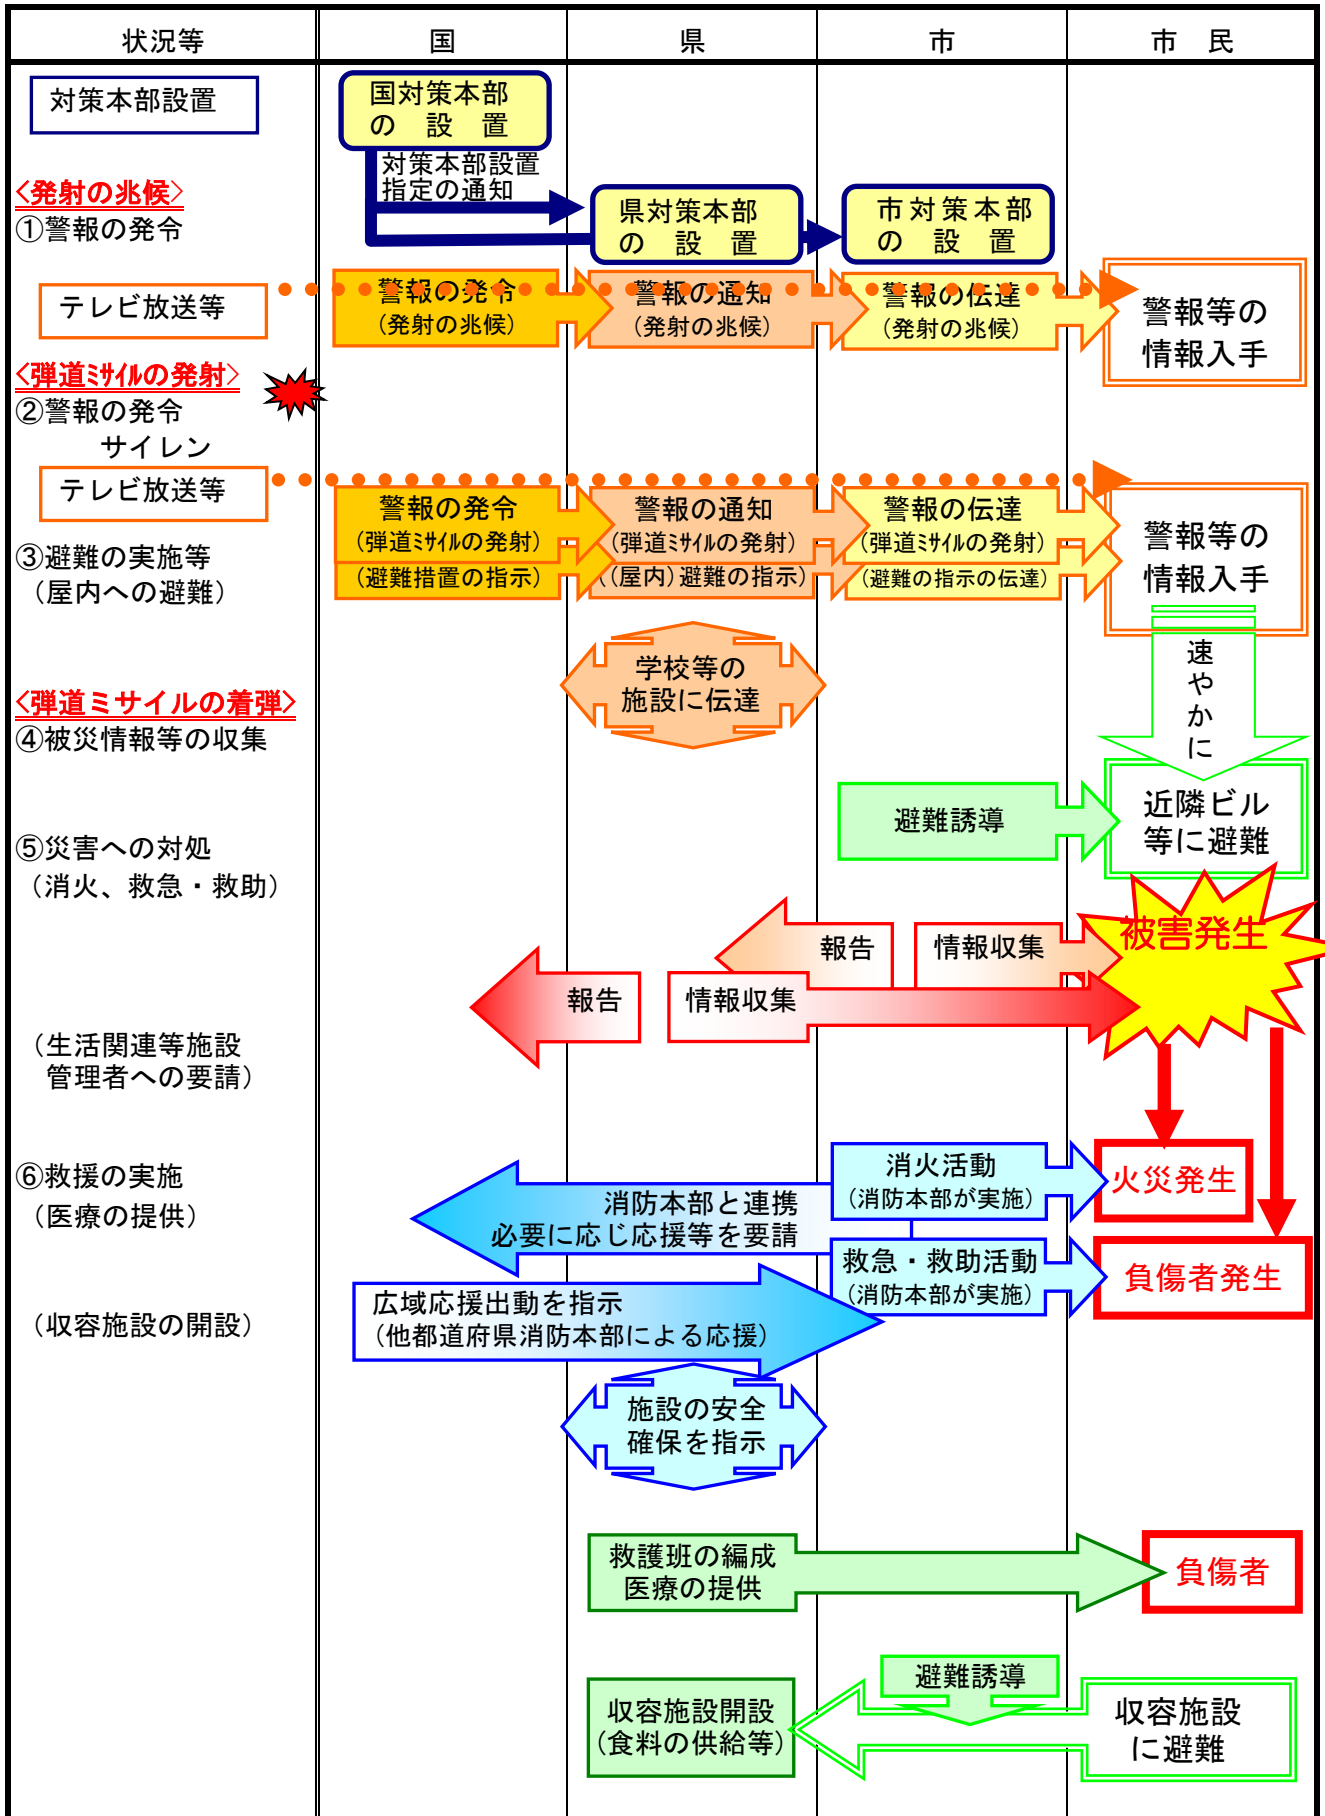 状況等
国
県
市
市　民
対策本部設置
国対策本部
の　設　置
対策本部設置
指定の通知
<発射の兆候>
①警報の発令
県対策本部
の　設　置
市対策本部
の　設　置
テレビ放送等
警報の発令
(発射の兆候)
警報の通知
(発射の兆候)
警報の伝達
(発射の兆候)
警報等の
情報入手
<弾道ﾐｻｲﾙの発射>
②警報の発令
サイレン
テレビ放送等
警報の発令
(弾道ﾐｻｲﾙの発射)
(避難措置の指示)
警報の通知
(弾道ﾐｻｲﾙの発射)
((屋内)避難の指示)
警報の伝達
(弾道ﾐｻｲﾙの発射)
(避難の指示の伝達)
警報等の
情報入手
③避難の実施等
(屋内への避難)
学校等の
施設に伝達
速やかに
<弾道ミサイルの着弾>
④被災情報等の収集
避難誘導
近隣ビル
等に避難
⑤災害への対処
(消火、救急・救助)
報告
情報収集
被害発生
報告
情報収集
(生活関連等施設
管理者への要請)
⑥救援の実施
(医療の提供)
消防本部と連携
必要に応じ応援等を要請
消火活動
(消防本部が実施)
火災発生
救急・救助活動
(消防本部が実施)
負傷者発生
(収容施設の開設)
広域応援出動を指示
(他都道府県消防本部による応援)
施設の安全
確保を指示
救護班の編成
医療の提供
負傷者
避難誘導
収容施設開設
(食料の供給等)
収容施設
に避難